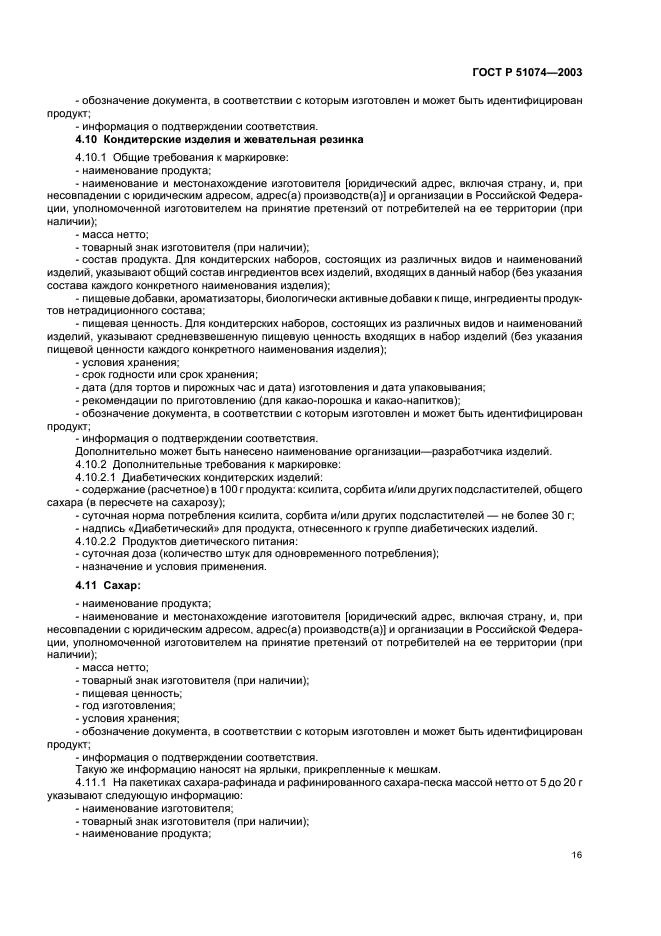 ГОСТ Р 51074—2003
- обозначение документа, в соответствии с которым изготовлен и может быть идентифицирован
продукт;
- информация о подтверждении соответствия.
4.10 Кондитерские изделия и жевательная резинка
4.10.1 Общие требования к маркировке:
- наименование продукта;
- наименование и местонахождение изготовителя [юридический адрес, включая страну, и, при
несовпадении с юридическим адресом, адрес(а) производств(а)] и организации в Российской Федера-
ции, уполномоченной изготовителем на принятие претензий от потребителей на ее территории (при
наличии);
- масса нетто;
- товарный знак изготовителя (при наличии);
- состав продукта. Для кондитерских наборов, состоящих из различных видов и наименований
изделий, указывают общий состав ингредиентов всех изделий, входящих в данный набор (без указания
состава каждого конкретного наименования изделия);
- пищевые добавки, ароматизаторы, биологически активные добавки к пище, ингредиенты продук-
тов нетрадиционного состава;
- пищевая ценность. Для кондитерских наборов, состоящих из различных видов и наименований
изделий, указывают средневзвешенную пищевую ценность входящих в набор изделий (без указания
пищевой ценности каждого конкретного наименования изделия);
- условия хранения;
- срок годности или срок хранения;
- дата (для тортов и пирожных час и дата) изготовления и дата упаковывания;
- рекомендации по приготовлению (для какао-порошка и какао-напитков);
- обозначение документа, в соответствии с которым изготовлен и может быть идентифицирован
продукт;
- информация о подтверждении соответствия.
Дополнительно может быть нанесено наименование организации—разработчика изделий.
4.10.2 Дополнительные требования к маркировке:
4.10.2.1 Диабетических кондитерских изделий:
- содержание (расчетное) в 100 г продукта: ксилита, сорбита и/или других подсластителей, общего
сахара (в пересчете на сахарозу);
- суточная норма потребления ксилита, сорбита и/или других подсластителей — не более 30 г;
- надпись «Диабетический» для продукта, отнесенного к группе диабетических изделий.
4.10.2.2 Продуктов диетического питания:
- суточная доза (количество штук для одновременного потребления);
- назначение и условия применения.
4.11 Сахар:
- наименование продукта;
- наименование и местонахождение изготовителя [юридический адрес, включая страну, и, при
несовпадении с юридическим адресом, адрес(а) производств(а)] и организации в Российской Федера-
ции, уполномоченной изготовителем на принятие претензий от потребителей на ее территории (при
наличии);
- масса нетто;
- товарный знак изготовителя (при наличии);
- пищевая ценность;
- год изготовления;
- условия хранения;
- обозначение документа, в соответствии с которым изготовлен и может быть идентифицирован
продукт;
- информация о подтверждении соответствия.
Такую же информацию наносят на ярлыки, прикрепленные к мешкам.
4.11.1 На пакетиках сахара-рафинада и рафинированного сахара-песка массой нетто от 5 до 20 г
указывают следующую информацию:
- наименование изготовителя;
- товарный знак изготовителя (при наличии);
- наименование продукта;
16